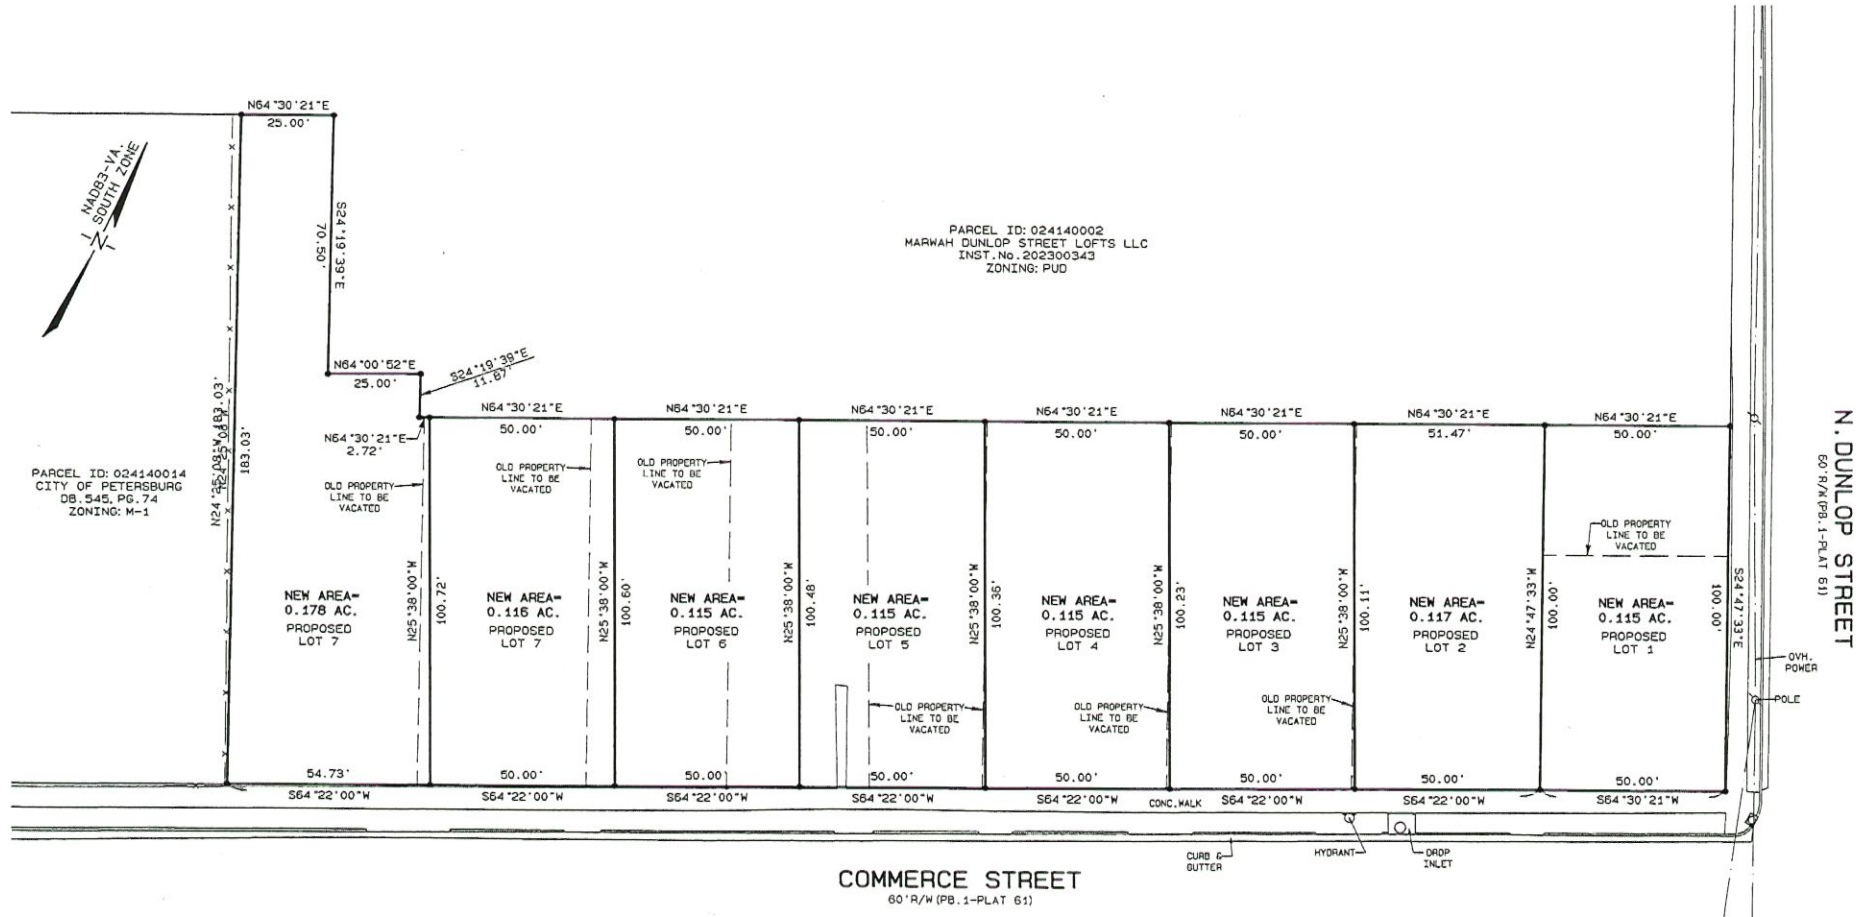 N64°30'21"E
25.00'
NAD83-VA.
SOUTH ZONE
N
S24°19'39"E
70.50'
PARCEL ID: 024140002
MARWAH DUNLOP STREET LOFTS LLC
INST.No.202300343
ZONING: PUD
N64°00'52"E
25.00'
S24°19'39"E
11.87'
N64°30'21"E
2.72'
N64°30'21"E
50.00'
N64°30'21"E
50.00'
N64°30'21"E
50.00'
N64°30'21"E
50.00'
N64°30'21"E
50.00'
N64°30'21"E
51.47'
N64°30'21"E
50.00'
183.03'
183.03'
PARCEL ID: 024140014
CITY OF PETERSBURG
DB.545, PG.74
ZONING: M-1
OLD PROPERTY
LINE TO BE
VACATED
OLD PROPERTY
LINE TO BE
VACATED
OLD PROPERTY
LINE TO BE
VACATED
OLD PROPERTY
LINE TO BE
VACATED
NEW AREA=
0.178 AC.
PROPOSED
LOT 7
N25°38'00"W
100.72'
NEW AREA=
0.116 AC.
PROPOSED
LOT 7
N25°38'00"W
100.60'
NEW AREA=
0.115 AC.
PROPOSED
LOT 6
N25°38'00"W
100.48'
NEW AREA=
0.115 AC.
PROPOSED
LOT 5
N25°38'00"W
100.36'
NEW AREA=
0.115 AC.
PROPOSED
LOT 4
N25°38'00"W
100.23'
NEW AREA=
0.115 AC.
PROPOSED
LOT 3
N25°38'00"W
100.11'
NEW AREA=
0.117 AC.
PROPOSED
LOT 2
N24°47'33"W
100.00'
NEW AREA=
0.115 AC.
PROPOSED
LOT 1
100.00'
S24°47'33"E
N. DUNLOP STREET
60'R/W(PB.1-PLAT 61)
OVH.
POWER
POLE
OLD PROPERTY
LINE TO BE
VACATED
OLD PROPERTY
LINE TO BE
VACATED
OLD PROPERTY
LINE TO BE
VACATED
54.73'
S64°22'00"W
50.00'
S64°22'00"W
50.00
S64°22'00"W
50.00'
S64°22'00"W
50.00'
S64°22'00"W
CONC.WALK
50.00'
S64°22'00"W
50.00'
S64°22'00"W
50.00'
S64°30'21"W
CURB &
GUTTER
HYDRANT
DROP
INLET
COMMERCE STREET
60'R/W(PB.1-PLAT 61)